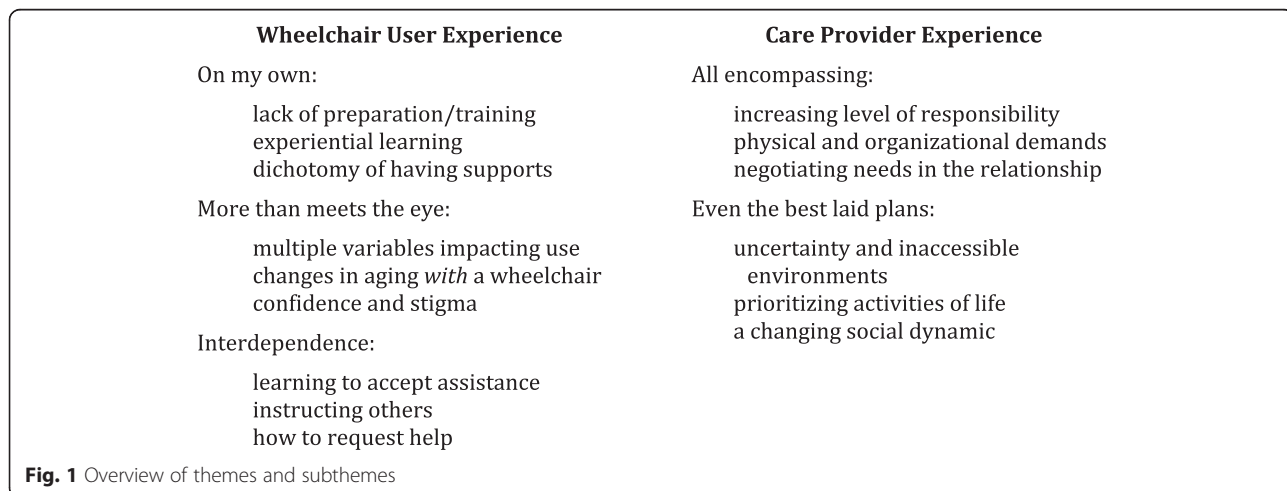 Wheelchair User Experience
On my own:
lack of preparation/training
experiential learning
dichotomy of having supports
More than meets the eye:
multiple variables impacting use
changes in aging with a wheelchair
confidence and stigma
Interdependence:
learning to accept assistance
instructing others
how to request help
Care Provider Experience
All encompassing:
increasing level of responsibility
physical and organizational demands
negotiating needs in the relationship
Even the best laid plans:
uncertainty and inaccessible
environments
prioritizing activities of life
a changing social dynamic
Fig. 1 Overview of themes and subthemes